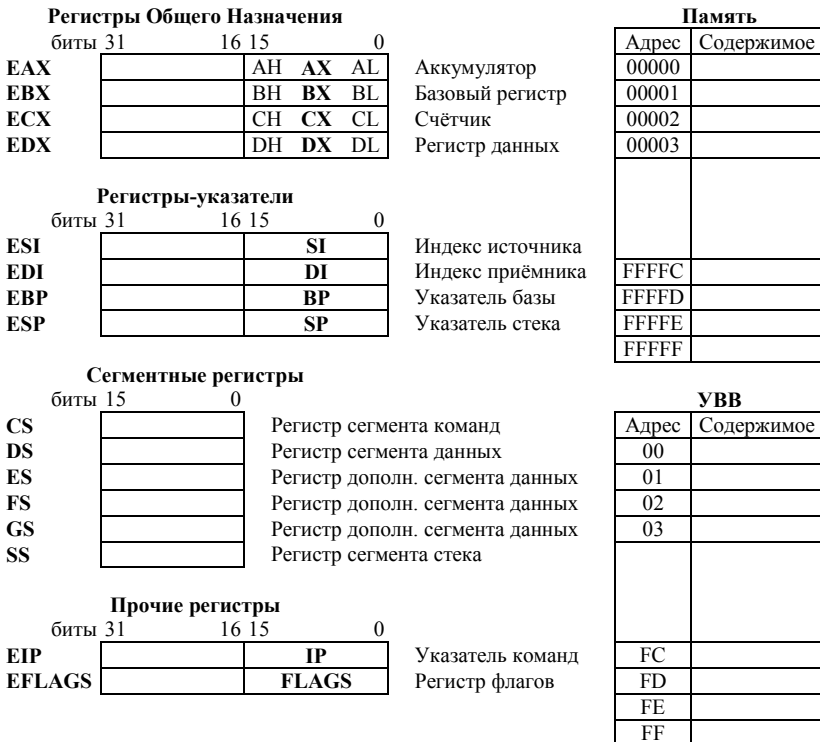 Регистры Общего Назначения
биты 31 16 15 0
EAX AH AX AL Аккумулятор
EBX BH BX BL Базовый регистр
ECX CH CX CL Счётчик
EDX DH DX DL Регистр данных
Регистры-указатели
биты 31 16 15 0
ESI SI Индекс источника
EDI DI Индекс приёмника
EBP BP Указатель базы
ESP SP Указатель стека
Сегментные регистры
биты 15 0
CS Регистр сегмента команд
DS Регистр сегмента данных
ES Регистр дополн. сегмента данных
FS Регистр дополн. сегмента данных
GS Регистр дополн. сегмента данных
SS Регистр сегмента стека
Прочие регистры
биты 31 16 15 0
EIP IP Указатель команд
EFLAGS FLAGS Регистр флагов
Память
Адрес Содержимое
00000
00001
00002
00003
FFFFC
FFFFD
FFFFE
FFFFF
УВВ
Адрес Содержимое
00
01
02
03
FC
FD
FE
FF